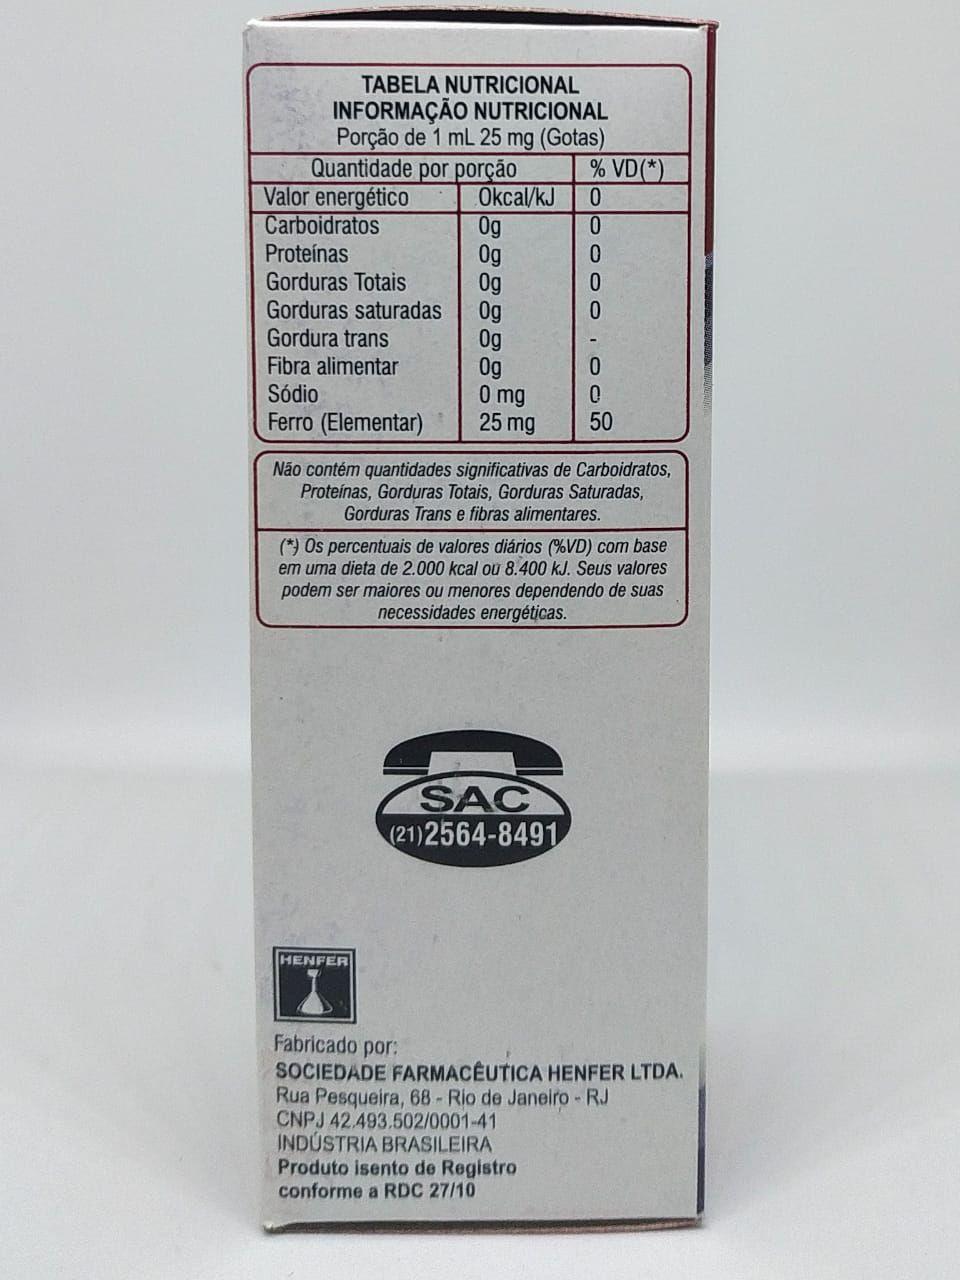 TABELA NUTRICIONAL
INFORMAÇÃO NUTRICIONAL
Porção de 1 mL 25 mg (Gotas)
Quantidade por porção % VD(*)
Valor energético 0kcal/kJ 0
Carboidratos 0g 0
Proteínas 0g 0
Gorduras Totais 0g 0
Gorduras saturadas 0g 0
Gordura trans 0g -
Fibra alimentar 0g 0
Sódio 0 mg 0
Ferro (Elementar) 25 mg 50
Não contém quantidades significativas de Carboidratos,
Proteínas, Gorduras Totais, Gorduras Saturadas,
Gorduras Trans e fibras alimentares.
(*) Os percentuais de valores diários (%VD) com base
em uma dieta de 2.000 kcal ou 8.400 kJ. Seus valores
podem ser maiores ou menores dependendo de suas
necessidades energéticas.
SAC
(21)2564-8491
HENFER
Fabricado por:
SOCIEDADE FARMACÊUTICA HENFER LTDA.
Rua Pesqueira, 68 - Rio de Janeiro - RJ
CNPJ 42.493.502/0001-41
INDÚSTRIA BRASILEIRA
Produto isento de Registro
conforme a RDC 27/10